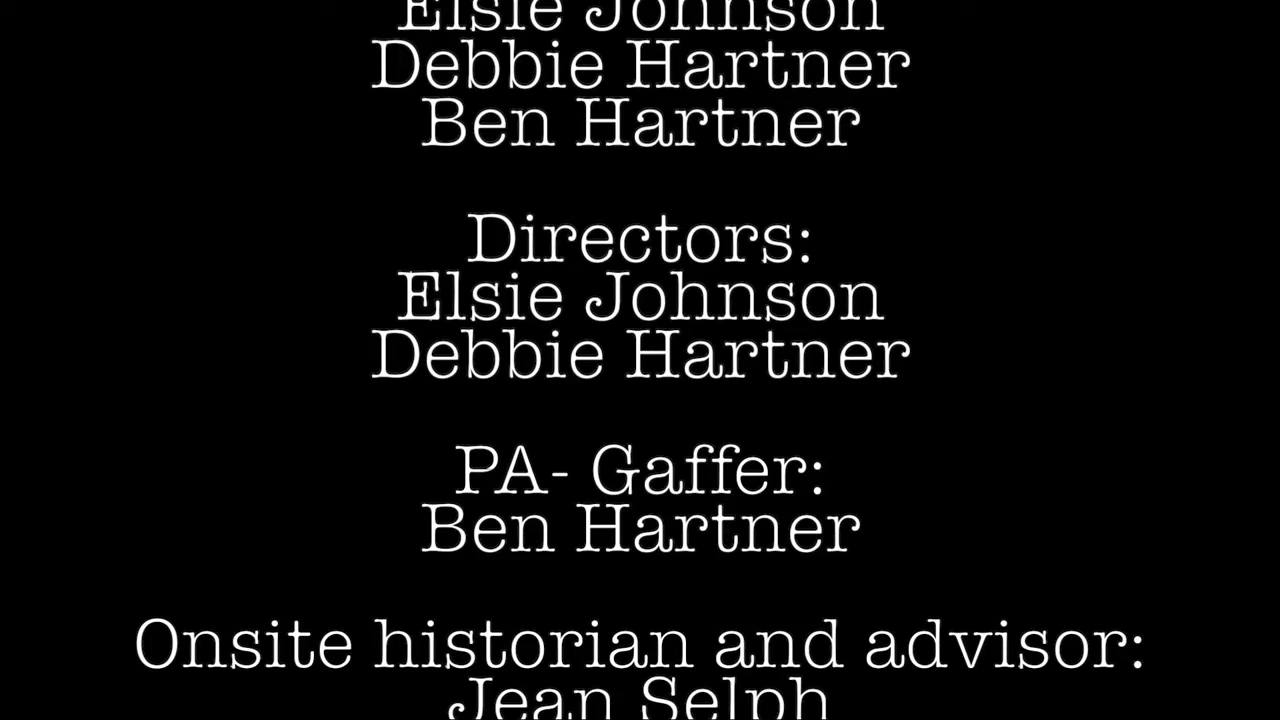 Elsie Johnson
Debbie Hartner
Ben Hartner
Directors:
Elsie Johnson
Debbie Hartner
PA- Gaffer:
Ben Hartner
Onsite historian and advisor:
Jean Selph